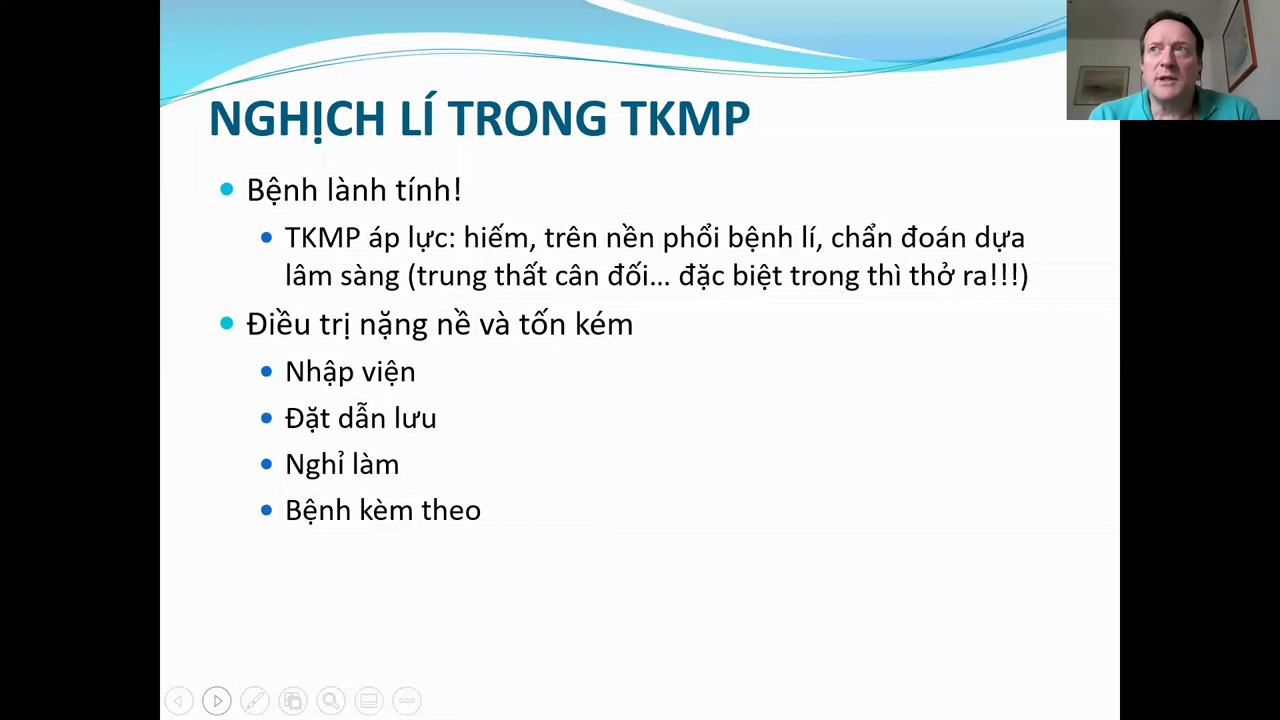 NGHỊCH LÍ TRONG TKMP
Bệnh lành tính!
TKMP áp lực: hiếm, trên nền phổi bệnh lí, chẩn đoán dựa
lâm sàng (trung thất cân đối... đặc biệt trong thì thở ra!!!)
Điều trị nặng nề và tốn kém
Nhập viện
Đặt dẫn lưu
Nghỉ làm
Bệnh kèm theo